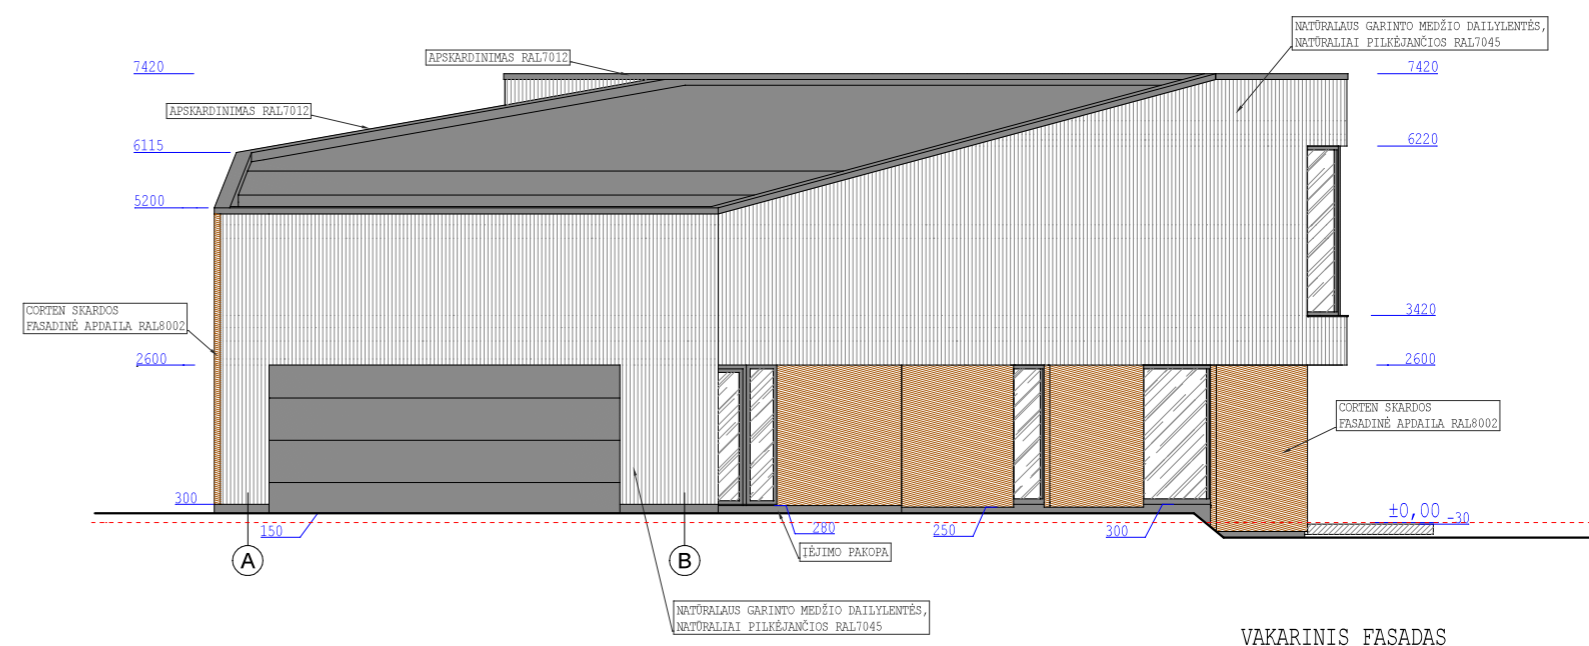 NATŪRALAUS GARINTO MEDŽIO DAILYLENTĖS,
NATŪRALIAI PILKĖJANČIOS RAL7045
APSKARDINIMAS RAL7012
7420
7420
APSKARDINIMAS RAL7012
6115
6220
5200
CORTEN SKARDOS
FASADINĖ APDAILA RAL8002
3420
2600
2600
CORTEN SKARDOS
FASADINĖ APDAILA RAL8002
300
±0,00
-30
150
280
250
300
A
B
ĮĖJIMO PAKOPA
NATŪRALAUS GARINTO MEDŽIO DAILYLENTĖS,
NATŪRALIAI PILKĖJANČIOS RAL7045
VAKARINIS FASADAS